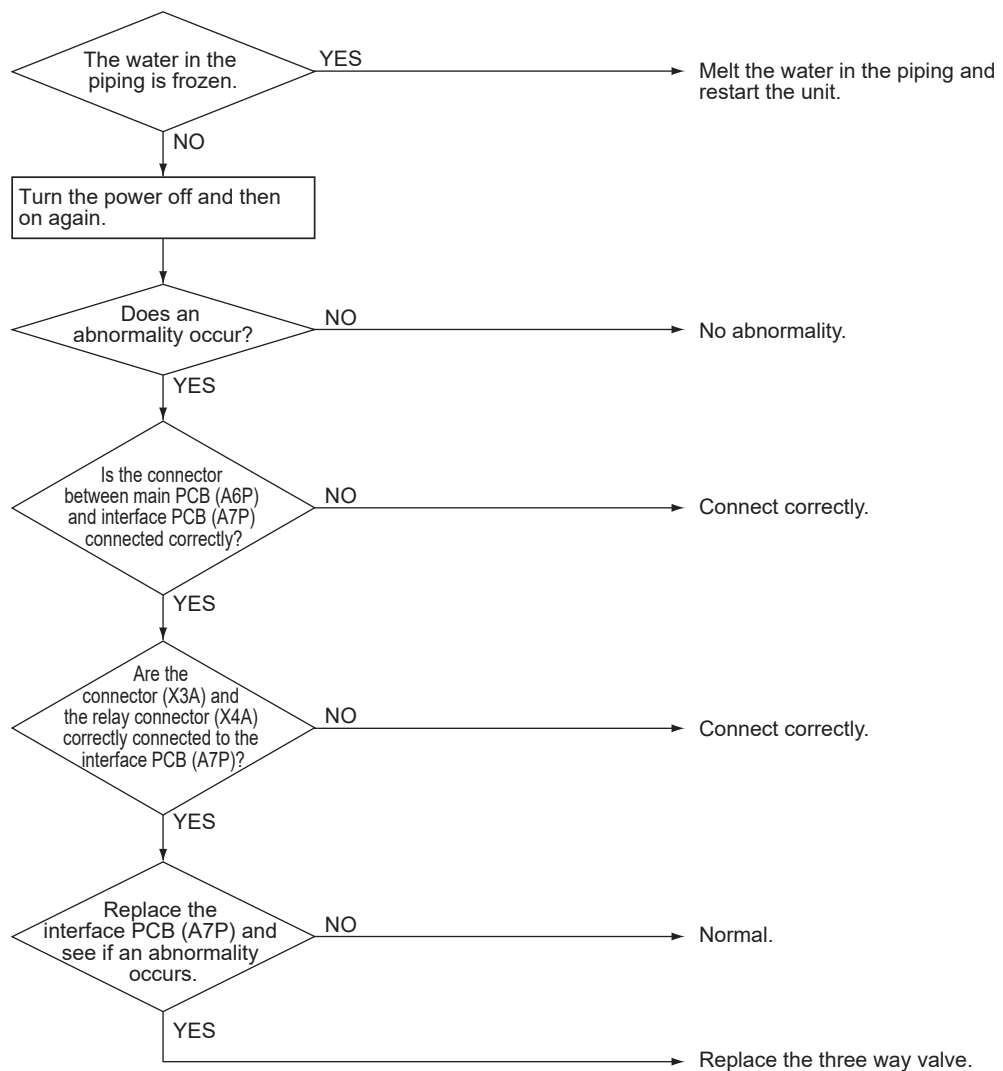 The water in the
piping is frozen.
YES
Melt the water in the piping and
restart the unit.
NO
Turn the power off and then
on again.
Does an
abnormality occur?
NO
No abnormality.
YES
Is the connector
between main PCB (A6P)
and interface PCB (A7P)
connected correctly?
NO
Connect correctly.
YES
Are the
connector (X3A) and
the relay connector (X4A)
correctly connected to the
interface PCB (A7P)?
NO
Connect correctly.
YES
Replace the
interface PCB (A7P) and
see if an abnormality
occurs.
NO
Normal.
YES
Replace the three way valve.